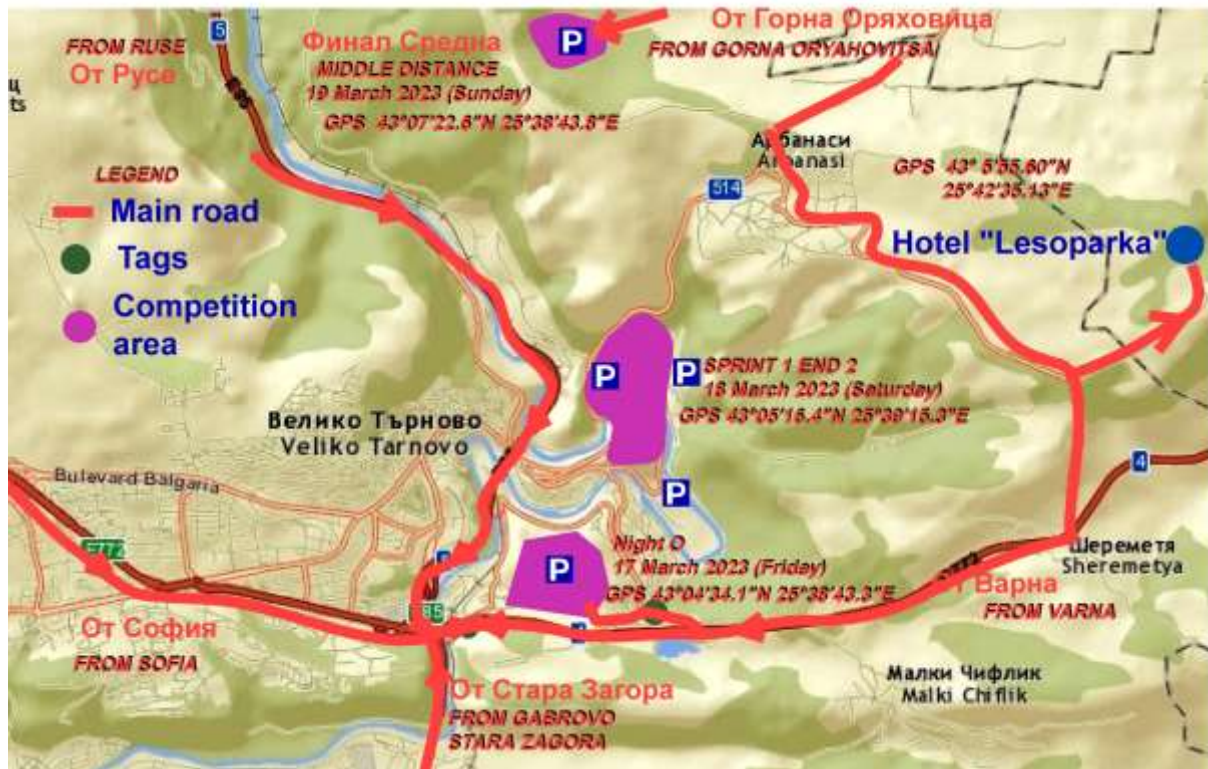 5
FROM RUSE
От Русе
Финал Средна
MIDDLE DISTANCE
19 March 2023 (Sunday)
GPS 43°07'22.6"N 25°38'43.8"E
P
От Горна Оряховица
FROM GORNA ORYAHOVITSA
ts
Арбанаси
Arbanasi
514
GPS 43° 5'55.60"N
25°42'35.13"E
Hotel "Lesoparka"
LEGEND
Main road
Tags
Competition
area
P
P
SPRINT 1 END 2
18 March 2023 (Saturday)
GPS 43°05'16.4"N 25°39'15.3"E
Велико Търново
Veliko Tarnovo
Bulevard Balgaria
4
P
P
Night O
17 March 2023 (Friday)
GPS 43°04'34.1"N 25°38'43.3"E
E772
Шереметя
Sheremetya
От Варна
FROM VARNA
85
От София
FROM SOFIA
От Стара Загора
FROM GABROVO
STARA ZAGORA
Малки Чифлик
Malki Chiflik